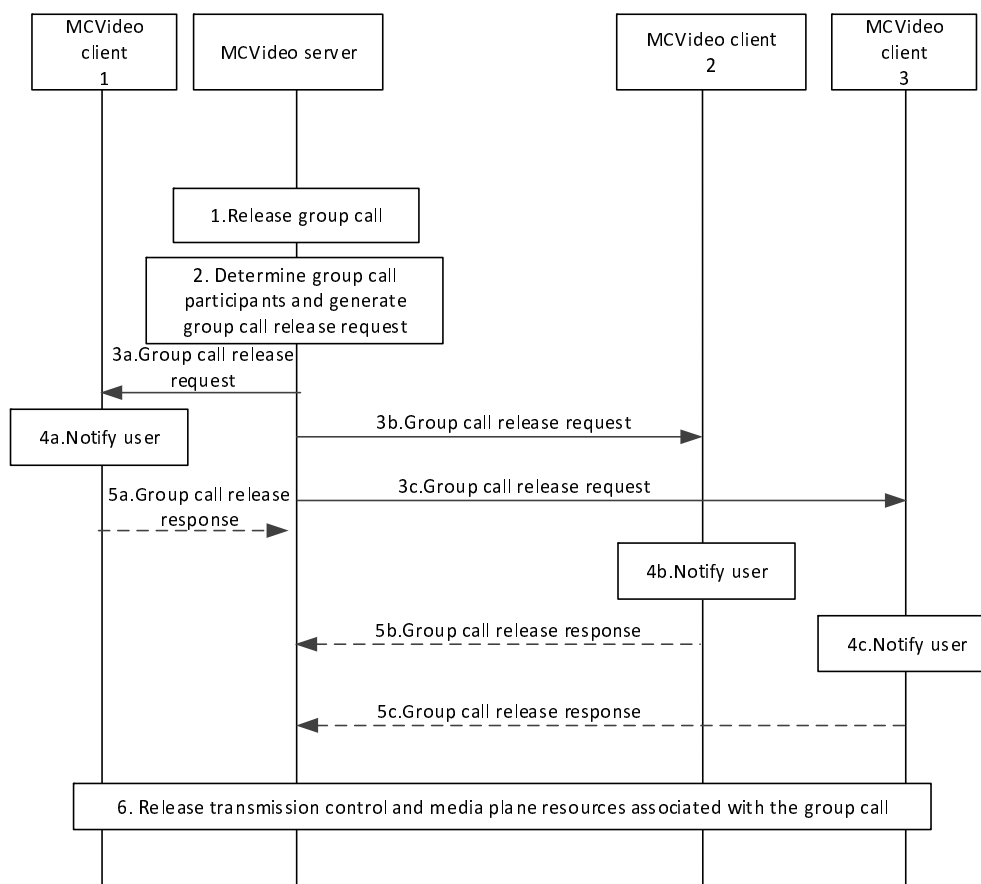 MCVideo
client
1
MCVideo server
MCVideo client
2
MCVideo
client
3
1.Release group call
2. Determine group call
participants and generate
group call release request
3a.Group call release
request
4a.Notify user
3b.Group call release request
5a.Group call release
response
3c.Group call release request
4b.Notify user
5b.Group call release response
4c.Notify user
5c.Group call release response
6. Release transmission control and media plane resources associated with the group call